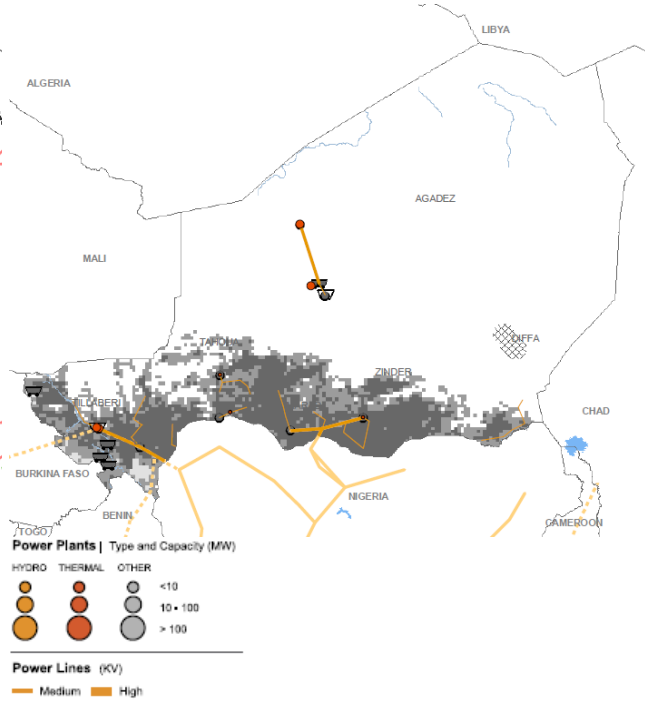 LIBYA
ALGERIA
AGADEZ
MALI
TAHOUA
DIFFA
ZINDER
TILLABERI
CHAD
BURKINA FASO
NIGERIA
BENIN
CAMEROON
TOGO
Power Plants | Type and Capacity (MW)
HYDRO THERMAL OTHER
<10
10 - 100
> 100
Power Lines (KV)
Medium High